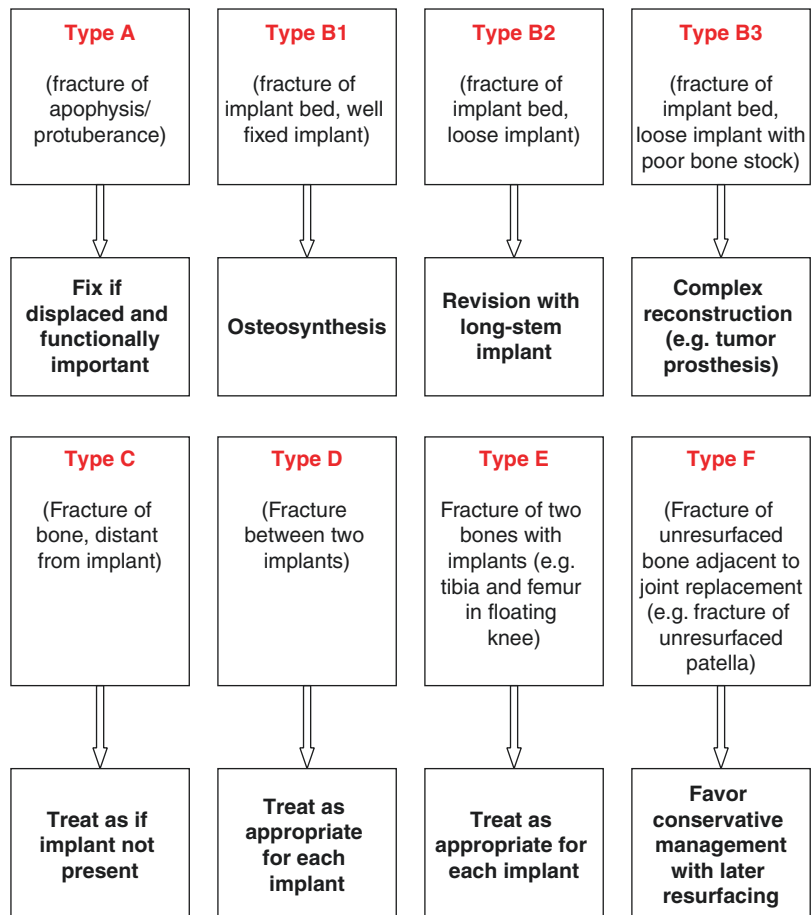 Type A
(fracture of
apophysis/
protuberance)
Fix if
displaced and
functionally
important
Type B1
(fracture of
implant bed, well
fixed implant)
Osteosynthesis
Type B2
(fracture of
implant bed,
loose implant)
Revision with
long-stem
implant
Type B3
(fracture of
implant bed,
loose implant with
poor bone stock)
Complex
reconstruction
(e.g. tumor
prosthesis)
Type C
(Fracture of
bone, distant
from implant)
Treat as if
implant not
present
Type D
(Fracture
between two
implants)
Treat as
appropriate
for each
implant
Type E
Fracture of two
bones with
implants (e.g.
tibia and femur
in floating
knee)
Treat as
appropriate for
each implant
Type F
(Fracture of
unresurfaced
bone adjacent to
joint replacement
(e.g. fracture of
unresurfaced
patella)
Favor
conservative
management
with later
resurfacing